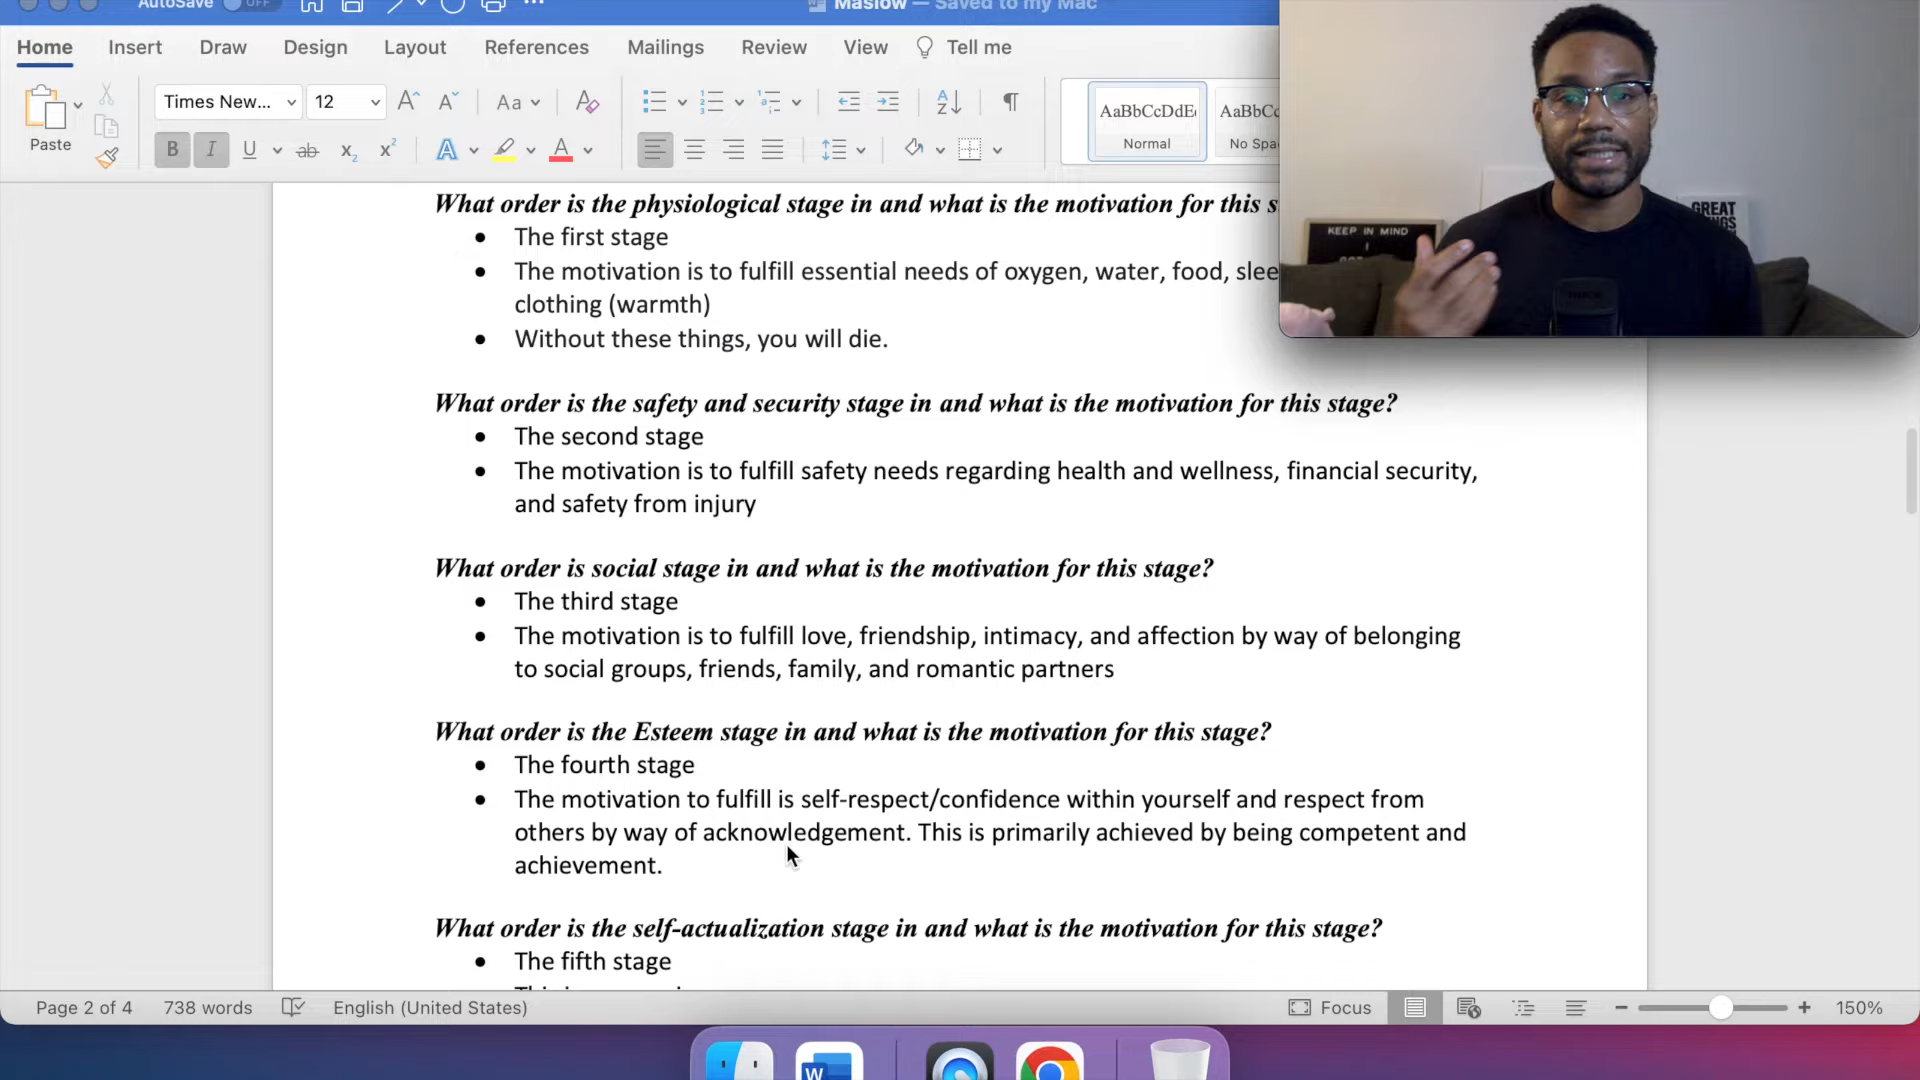 AutoSave OFF
Maslow — Saved to my Mac
Home Insert Draw Design Layout References Mailings Review View Tell me
Paste
Times New... 12
AaBbCcDdEe
Normal
AaBbCc
No Spac
What order is the physiological stage in and what is the motivation for this s
• The first stage
• The motivation is to fulfill essential needs of oxygen, water, food, slee
clothing (warmth)
• Without these things, you will die.
What order is the safety and security stage in and what is the motivation for this stage?
• The second stage
• The motivation is to fulfill safety needs regarding health and wellness, financial security,
and safety from injury
What order is social stage in and what is the motivation for this stage?
• The third stage
• The motivation is to fulfill love, friendship, intimacy, and affection by way of belonging
to social groups, friends, family, and romantic partners
What order is the Esteem stage in and what is the motivation for this stage?
• The fourth stage
• The motivation to fulfill is self-respect/confidence within yourself and respect from
others by way of acknowledgement. This is primarily achieved by being competent and
achievement.
What order is the self-actualization stage in and what is the motivation for this stage?
• The fifth stage
KEEP IN MIND
I
GREAT
Page 2 of 4 738 words English (United States) Focus 150%
W